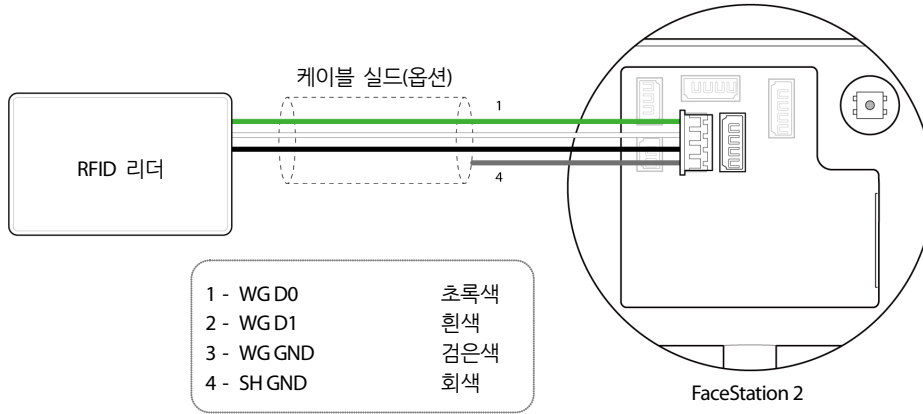 케이블 실드(옵션)
1
RFID 리더
4
1 - WG D0 초록색
2 - WG D1 흰색
3 - WG GND 검은색
4 - SH GND 회색
FaceStation 2